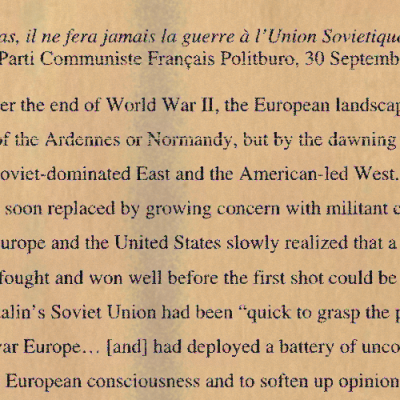 as, il ne fera jamais la guerre à l'Union Sovietique
Parti Communiste Français Politburo, 30 Septemb
er the end of World War II, the European landscap
of the Ardennes or Normandy, but by the dawning
oviet-dominated East and the American-led West.
soon replaced by growing concern with militant c
urope and the United States slowly realized that a
fought and won well before the first shot could be
alin's Soviet Union had been “quick to grasp the p
war Europe… [and] had deployed a battery of unco
European consciousness and to soften up opinion